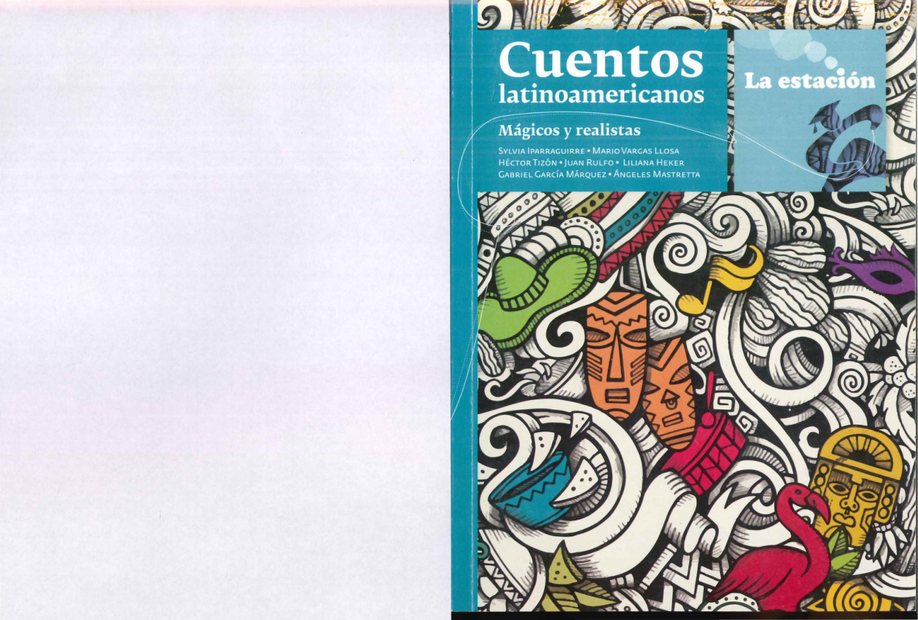 Cuentos
latinoamericanos
Mágicos y realistas
Sylvia Iparraguirre • Mario Vargas Llosa
Héctor Tizón • Juan Rulfo • Liliana Heker
Gabriel García Márquez • Ángeles Mastretta
La estación